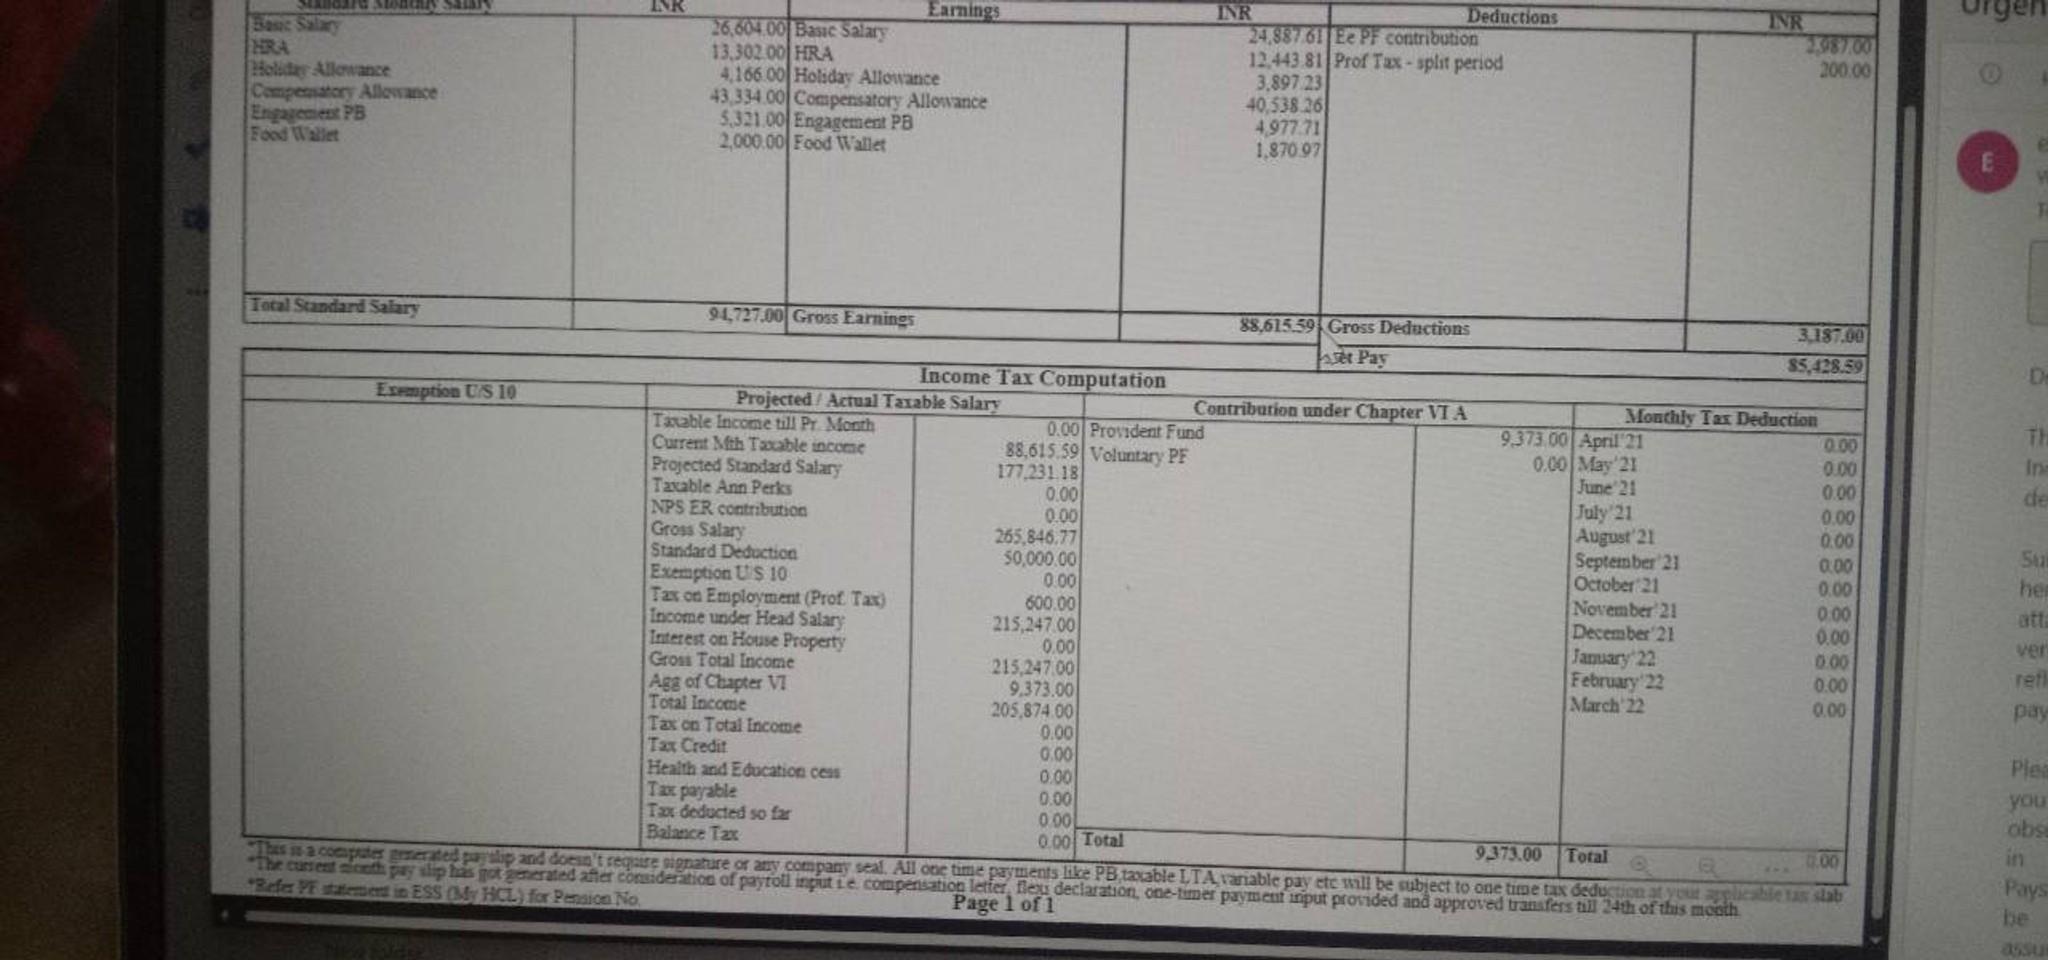 Standard Monthly Salary INR Earnings INR Deductions INR
Basic Salary 26,604.00 Basic Salary 24,887.61 Ee PF contribution 2,987.00
HRA 13,302.00 HRA 12,443.81 Prof Tax - split period 200.00
Holiday Allowance 4,166.00 Holiday Allowance 3,897.23
Compensatory Allowance 43,334.00 Compensatory Allowance 40,538.26
Engagement PB 5,321.00 Engagement PB 4,977.71
Food Wallet 2,000.00 Food Wallet 1,870.97
Total Standard Salary 94,727.00 Gross Earnings 88,615.59 Gross Deductions 3,187.00
Pay 85,428.59
Income Tax Computation
Exemption U/S 10 Projected / Actual Taxable Salary Contribution under Chapter VI A Monthly Tax Deduction
Taxable Income till Pr. Month 0.00 Provident Fund 9,373.00 April'21 0.00
Current Mth Taxable income 88,615.59 Voluntary PF 0.00 May'21 0.00
Projected Standard Salary 177,231.18 June'21 0.00
Taxable Ann Perks 0.00 July'21 0.00
NPS ER contribution 0.00 August'21 0.00
Gross Salary 265,846.77 September'21 0.00
Standard Deduction 50,000.00 October'21 0.00
Exemption U/S 10 0.00 November'21 0.00
Tax on Employment (Prof. Tax) 600.00 December'21 0.00
Income under Head Salary 215,247.00 January'22 0.00
Interest on House Property 0.00 February'22 0.00
Gross Total Income 215,247.00 March'22 0.00
Agg of Chapter VI 9,373.00
Total Income 205,874.00
Tax on Total Income 0.00
Tax Credit 0.00
Health and Education cess 0.00
Tax payable 0.00
Tax deducted so far 0.00
Balance Tax 0.00 Total 9,373.00 Total 0.00
*This is a computer generated payslip and doesn't require signature or any company seal. All one time payments like PB,taxable LTA,variable pay etc will be subject to one time tax deduction at your applicable tax slab
*The current month pay slip has got generated after consideration of payroll input i.e. compensation letter, flexi declaration, one-timer payment input provided and approved transfers till 24th of this month.
*Refer PF statement in ESS (My HCL) for Pension No.
Page 1 of 1
E
in
be